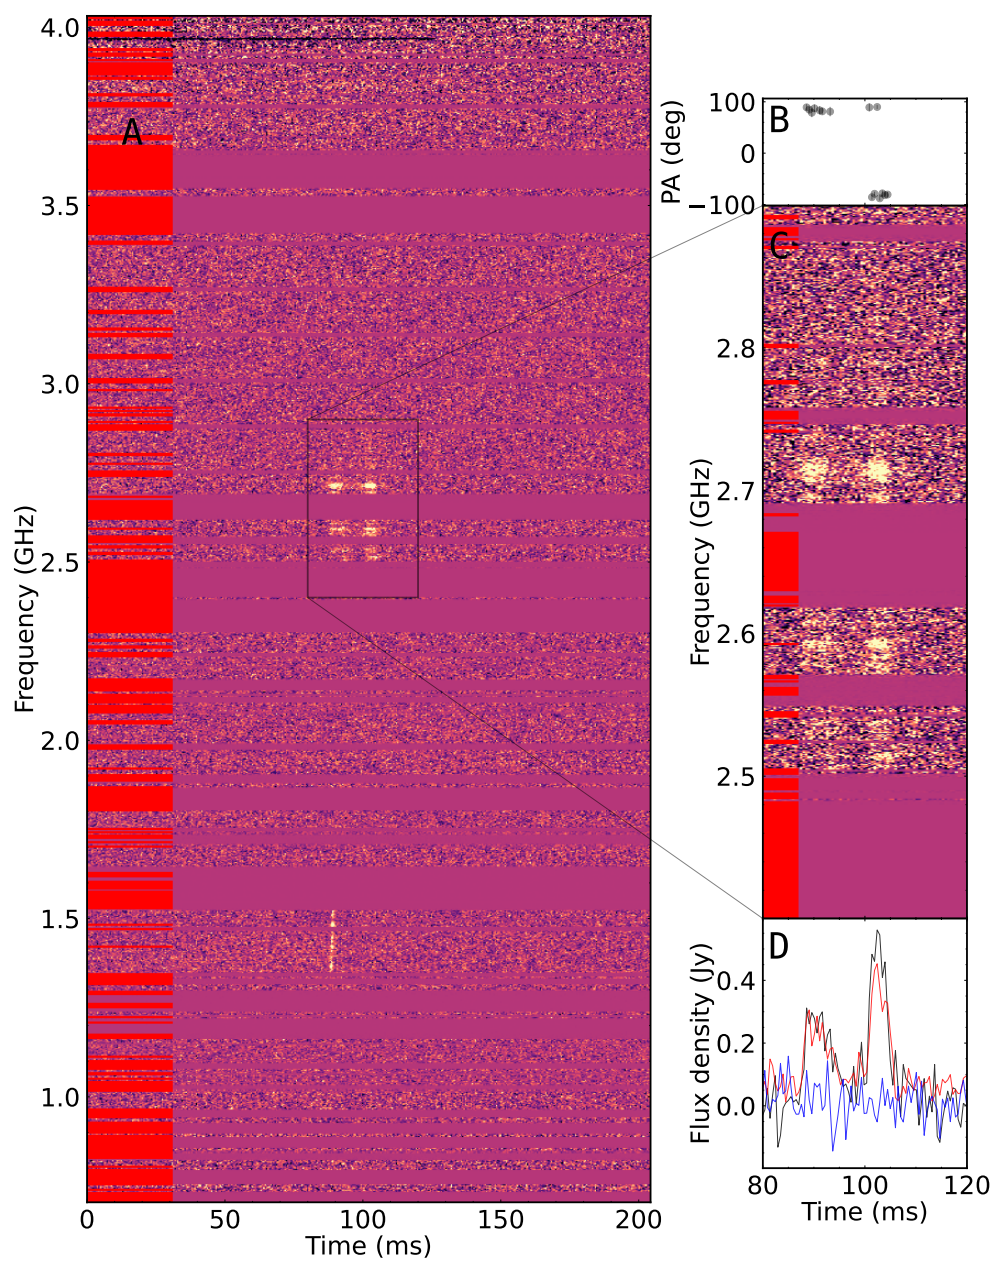 A
4.0
3.5
3.0
2.5
2.0
1.5
1.0
Frequency (GHz)
0
50
100
150
200
Time (ms)
B
100
0
−100
PA (deg)
C
2.8
2.7
2.6
2.5
Frequency (GHz)
D
0.4
0.2
0.0
Flux density (Jy)
80
100
120
Time (ms)